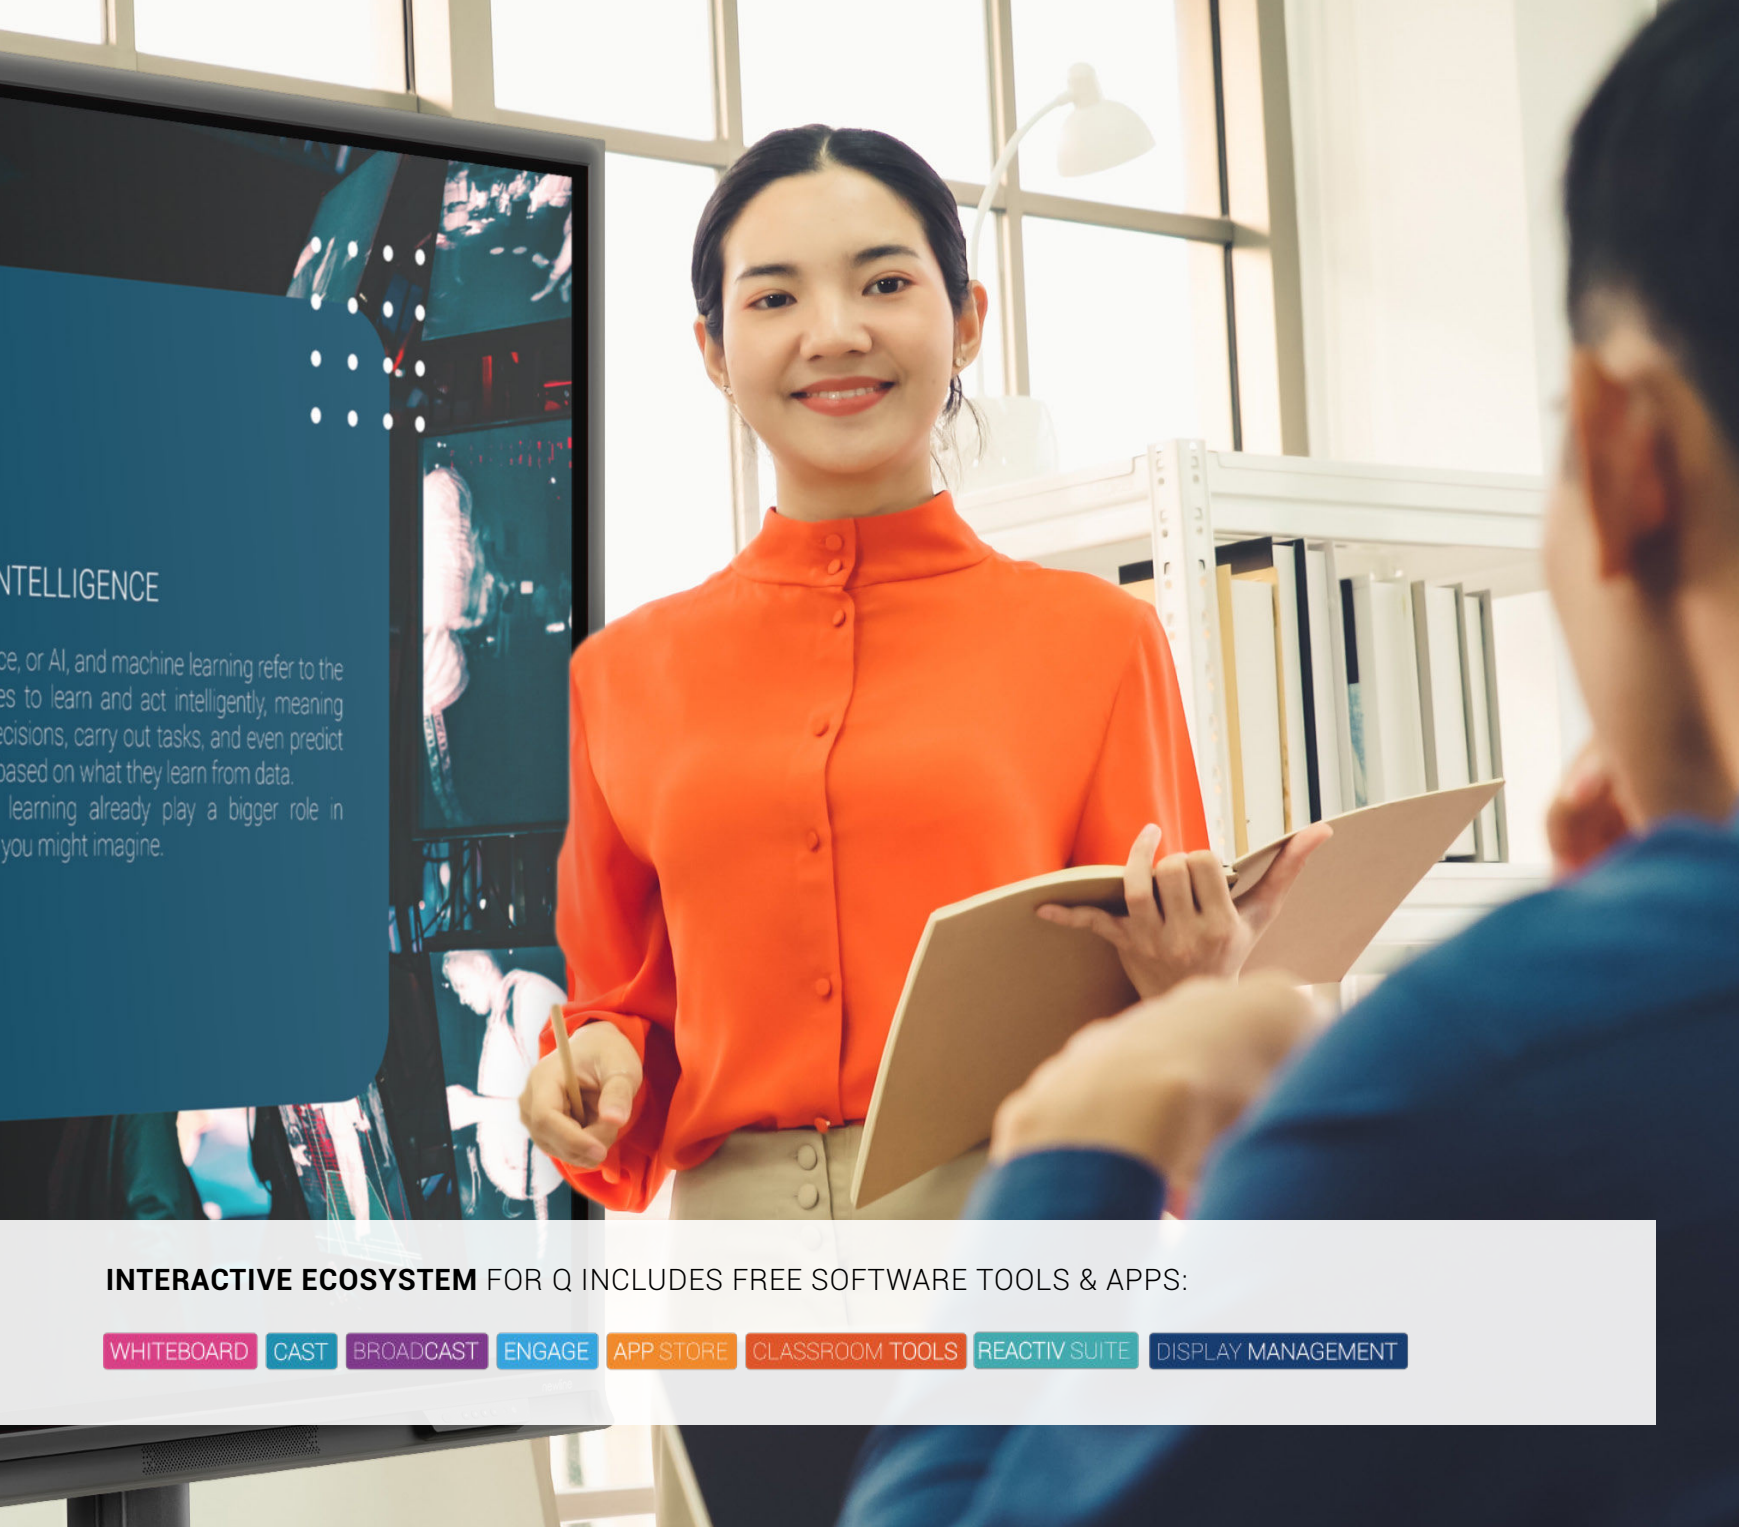 NTELLIGENCE
ce, or AI, and machine learning refer to the
es to learn and act intelligently, meaning
ecisions, carry out tasks, and even predict
based on what they learn from data.
learning already play a bigger role in
you might imagine.
INTERACTIVE ECOSYSTEM FOR Q INCLUDES FREE SOFTWARE TOOLS & APPS:
WHITEBOARD CAST BROADCAST ENGAGE APP STORE CLASSROOM TOOLS REACTIV SUITE DISPLAY MANAGEMENT